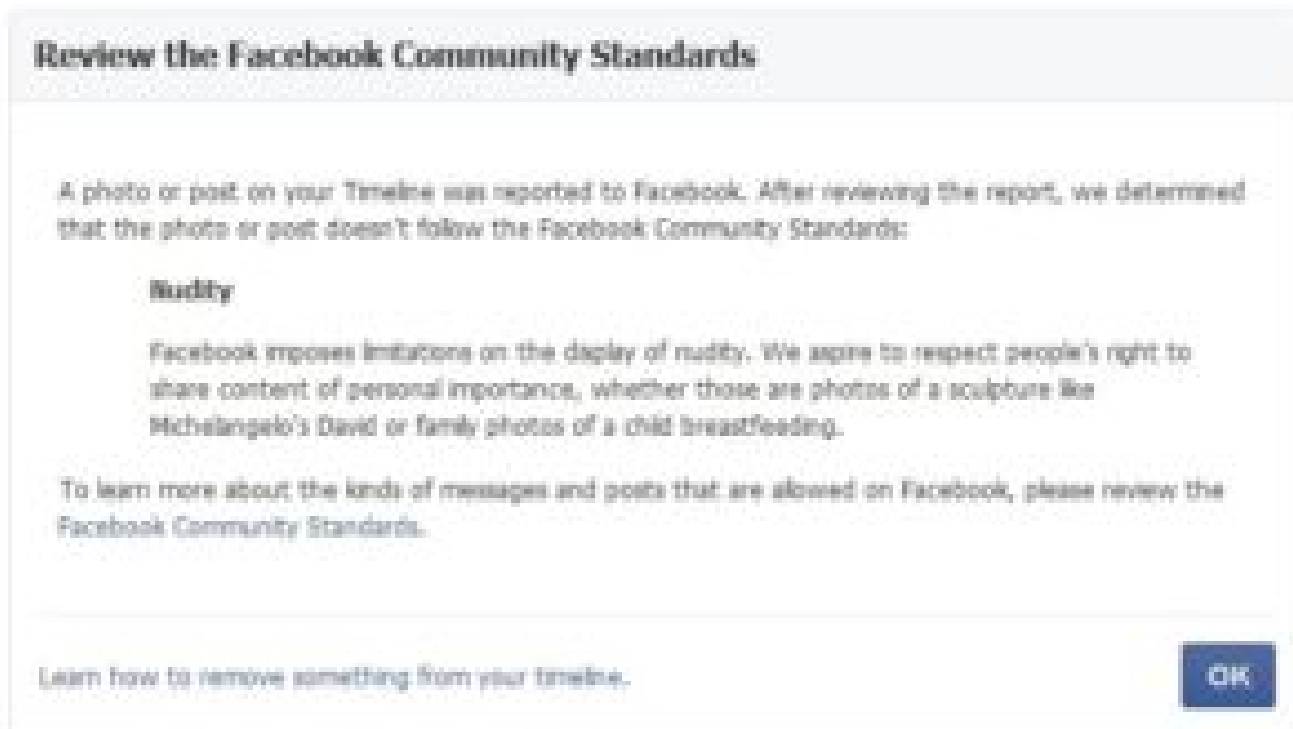 Review the Facebook Community Standards
A photo or post on your Timeline was reported to Facebook. After reviewing the report, we determined
that the photo or post doesn't follow the Facebook Community Standards:
Nudity
Facebook imposes limitations on the display of nudity. We aspire to respect people's right to
share content of personal importance, whether those are photos of a sculpture like
Michelangelo's David or family photos of a child breastfeeding.
To learn more about the kinds of messages and posts that are allowed on Facebook, please review the
Facebook Community Standards.
Learn how to remove something from your timeline.
OK